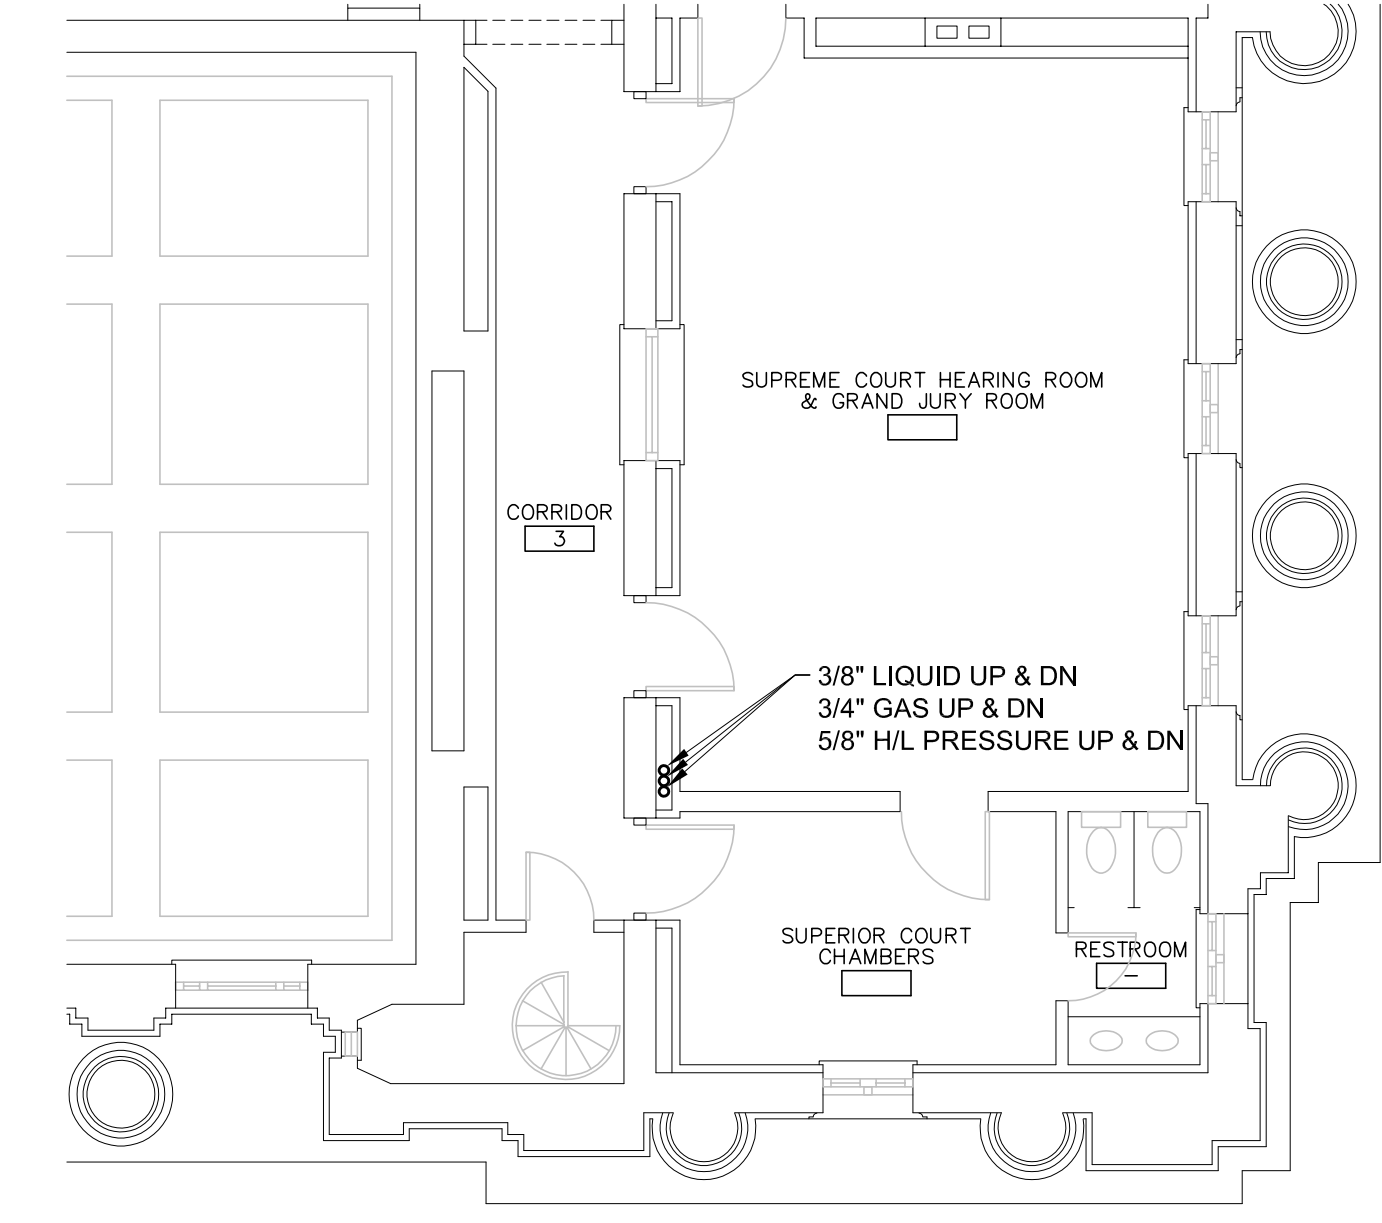 SUPREME COURT HEARING ROOM
& GRAND JURY ROOM
CORRIDOR
3
3/8" LIQUID UP & DN
3/4" GAS UP & DN
5/8" H/L PRESSURE UP & DN
SUPERIOR COURT
CHAMBERS
RESTROOM
–